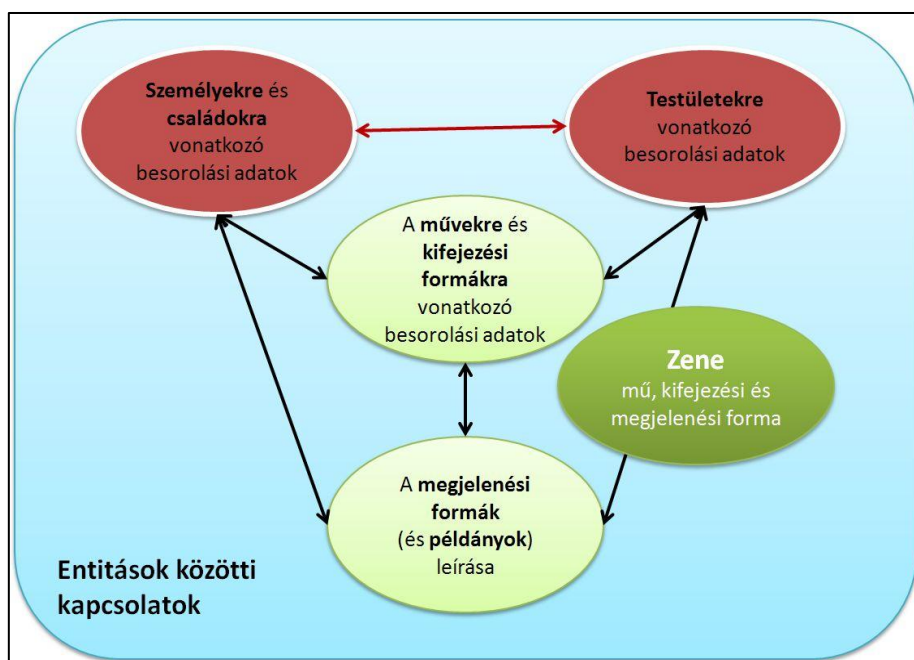 Személyekre és
családokra
vonatkozó
besorolási adatok
Testületekre
vonatkozó
besorolási adatok
A művekre és
kifejezési
formákra
vonatkozó
besorolási adatok
Zene
mű, kifejezési és
megjelenési forma
A megjelenési
formák
(és példányok)
leírása
Entitások közötti
kapcsolatok